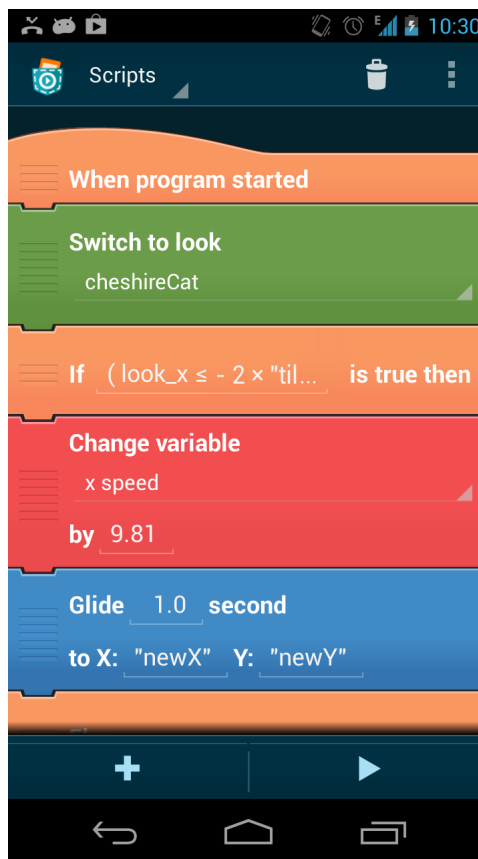 E 10:30
Scripts
When program started
Switch to look
cheshireCat
If ( look_x ≤ - 2 × "til... is true then
Change variable
x speed
by 9.81
Glide 1.0 second
to X: "newX" Y: "newY"